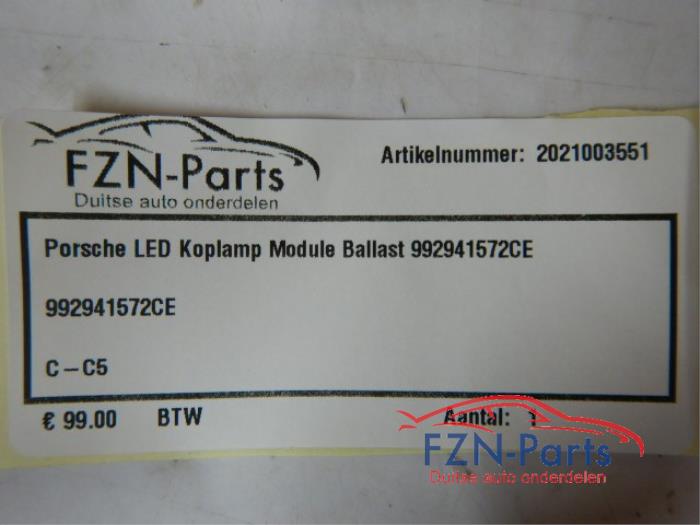 FZN-Parts
Duitse auto onderdelen
Artikelnummer: 2021003551
Porsche LED Koplamp Module Ballast 992941572CE
992941572CE
C-C5
€ 99.00 BTW Aantal: 1
FZN-Parts
Duitse auto onderdelen